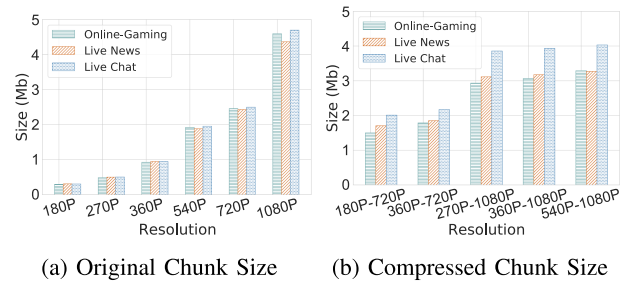 Online-Gaming
Live News
Live Chat
Size (Mb)
5
4
3
2
1
0
180P 270P 360P 540P 720P 1080P
Resolution
(a) Original Chunk Size
Online-Gaming
Live News
Live Chat
Size (Mb)
5
4
3
2
1
0
180P-720P 360P-720P 270P-1080P 360P-1080P 540P-1080P
Resolution
(b) Compressed Chunk Size